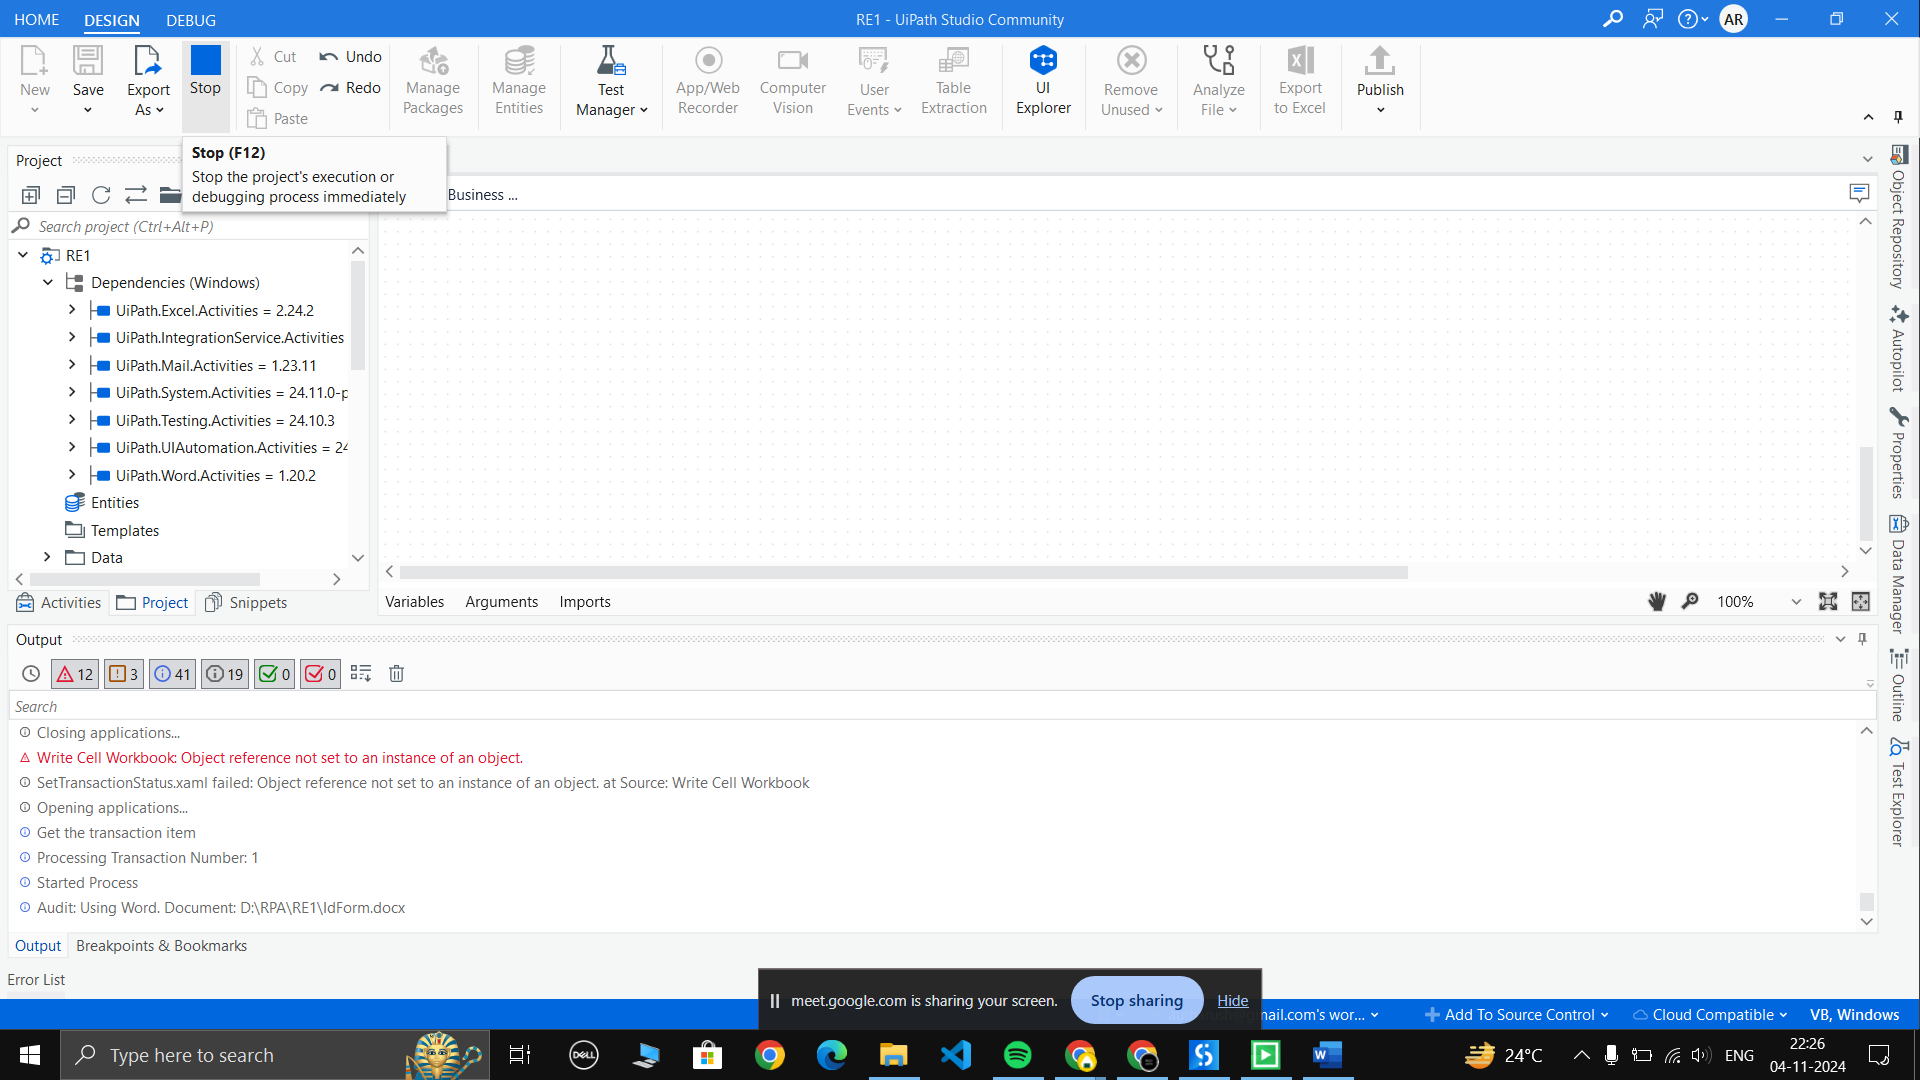 HOME DESIGN DEBUG
RE1 - UiPath Studio Community
AR
New
Save
Export As
Stop
Cut
Copy
Paste
Undo
Redo
Manage Packages
Manage Entities
Test Manager
App/Web Recorder
Computer Vision
User Events
Table Extraction
UI Explorer
Remove Unused
Analyze File
Export to Excel
Publish
Stop (F12)
Stop the project's execution or
debugging process immediately
Project
Business ...
Search project (Ctrl+Alt+P)
RE1
Dependencies (Windows)
UiPath.Excel.Activities = 2.24.2
UiPath.IntegrationService.Activities
UiPath.Mail.Activities = 1.23.11
UiPath.System.Activities = 24.11.0-p
UiPath.Testing.Activities = 24.10.3
UiPath.UIAutomation.Activities = 24
UiPath.Word.Activities = 1.20.2
Entities
Templates
Data
Activities Project Snippets
Variables Arguments Imports
100%
Object Repository
Autopilot
Properties
Data Manager
Outline
Test Explorer
Output
12 3 41 19 0 0
Search
Closing applications...
Write Cell Workbook: Object reference not set to an instance of an object.
SetTransactionStatus.xaml failed: Object reference not set to an instance of an object. at Source: Write Cell Workbook
Opening applications...
Get the transaction item
Processing Transaction Number: 1
Started Process
Audit: Using Word. Document: D:\RPA\RE1\IdForm.docx
Output Breakpoints & Bookmarks
Error List
meet.google.com is sharing your screen. Stop sharing Hide
gmail.com's wor... Add To Source Control Cloud Compatible VB, Windows
Type here to search
DELL
24°C
ENG
22:26
04-11-2024